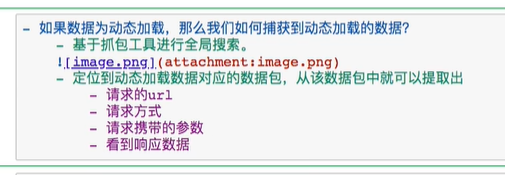 - 如果数据为动态加载，那么我们如何捕获到动态加载的数据？
- 基于抓包工具进行全局搜索。
![image.png](attachment:image.png)
- 定位到动态加载数据对应的数据包，从该数据包中就可以提取出
- 请求的url
- 请求方式
- 请求携带的参数
- 看到响应数据